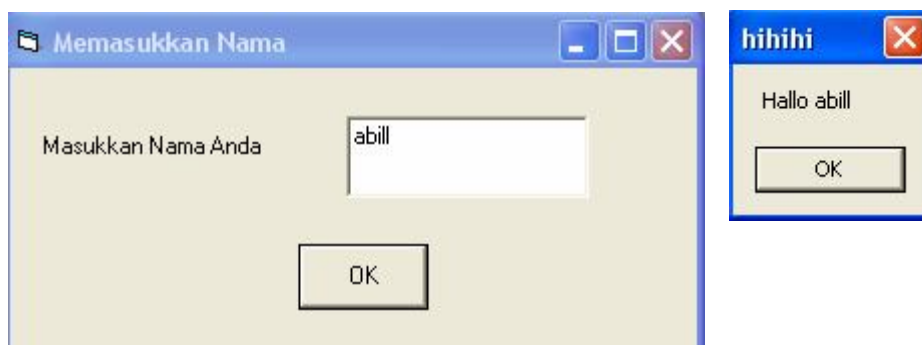 Memasukkan Nama
Masukkan Nama Anda
abill
OK
hihihi
Hallo abill
OK